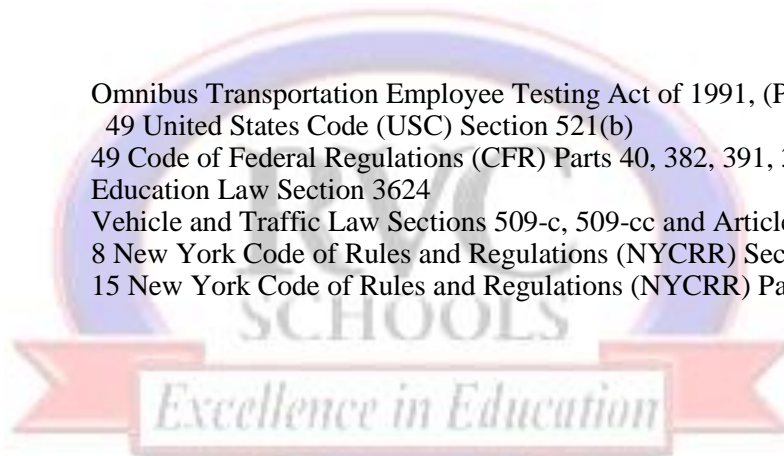 Omnibus Transportation Employee Testing Act of 1991, (P
49 United States Code (USC) Section 521(b)
49 Code of Federal Regulations (CFR) Parts 40, 382, 391,
Education Law Section 3624
Vehicle and Traffic Law Sections 509-c, 509-cc and Article
8 New York Code of Rules and Regulations (NYCRR) Sec
15 New York Code of Rules and Regulations (NYCRR) Pa
RVC
SCHOOLS
Excellence in Education